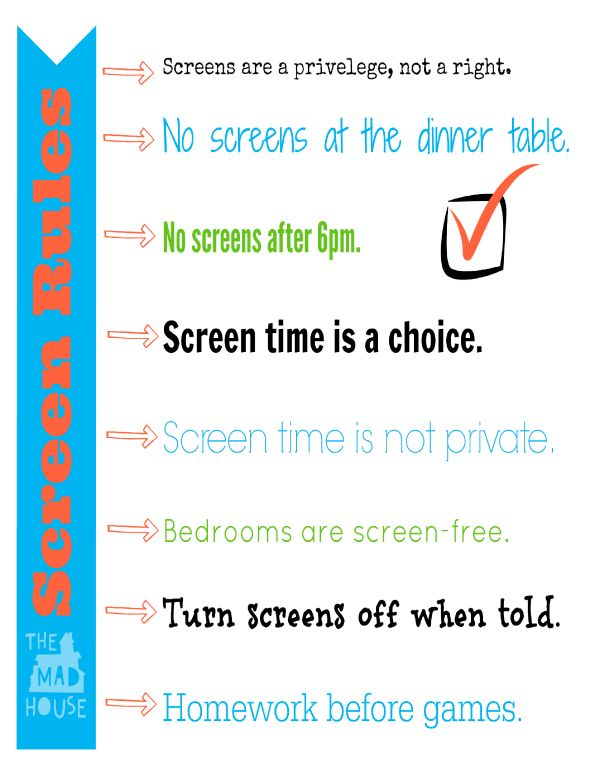 Screen Rules
THE
MAD
HOUSE
Screens are a privelege, not a right.
No screens at the dinner table.
No screens after 6pm.
Screen time is a choice.
Screen time is not private.
Bedrooms are screen-free.
Turn screens off when told.
Homework before games.